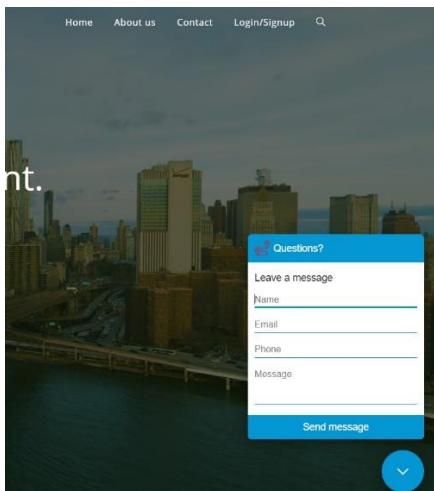 Home About us Contact Login/Signup
nt.
Questions?
Leave a message
Name
Email
Phone
Message
Send message